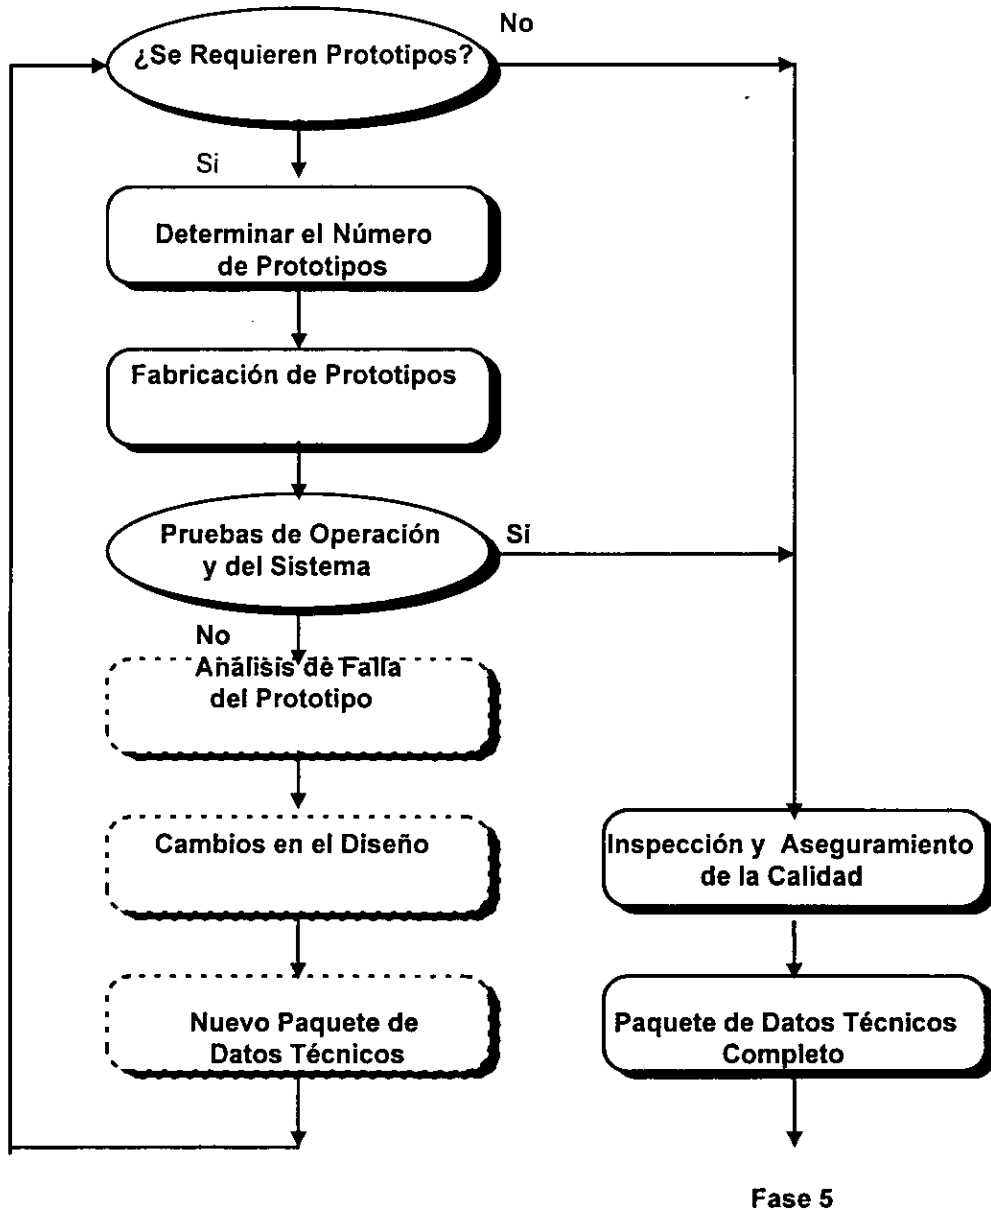 No
¿Se Requieren Prototipos?
Si
Determinar el Número
de Prototipos
Fabricación de Prototipos
Pruebas de Operación
y del Sistema
Si
No
Análisis de Falla
del Prototipo
Cambios en el Diseño
Inspección y Aseguramiento
de la Calidad
Nuevo Paquete de
Datos Técnicos
Paquete de Datos Técnicos
Completo
Fase 5